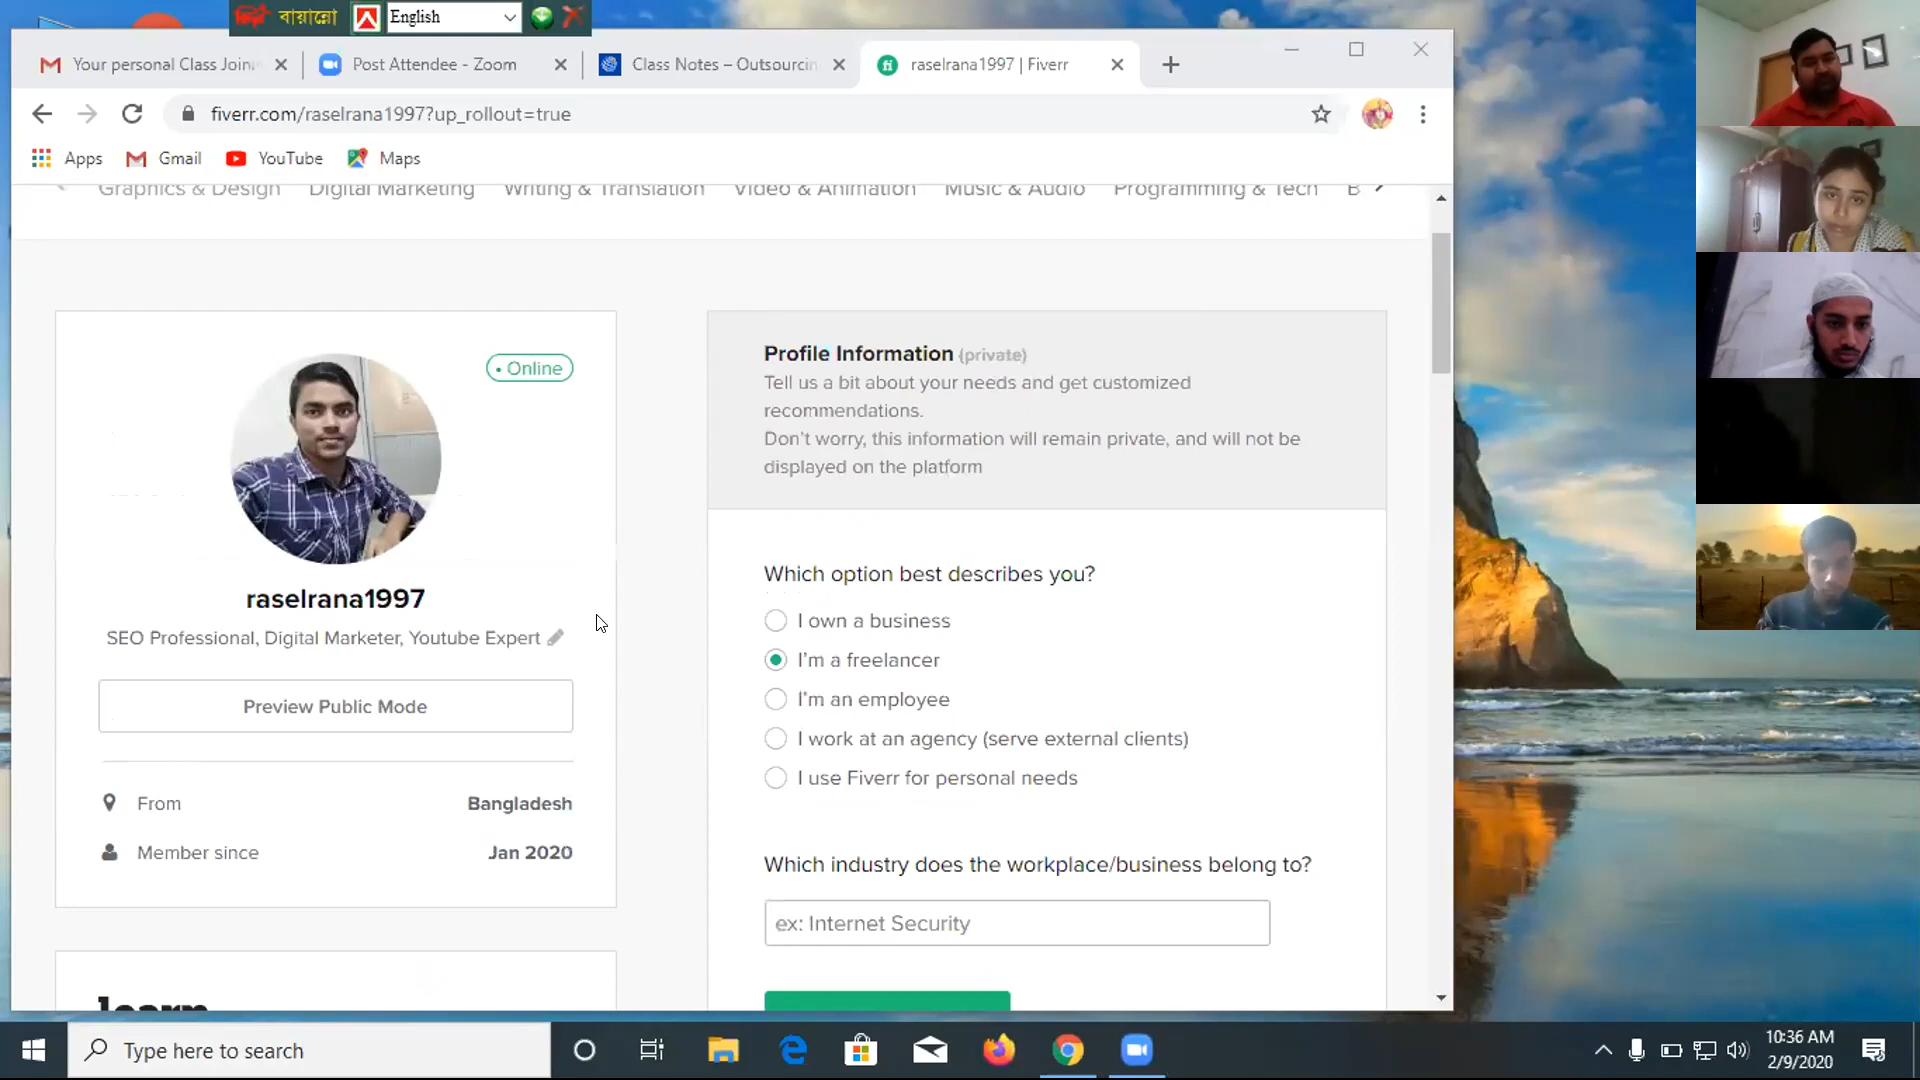 বায়ান্নো
English
Your personal Class Joini
Post Attendee - Zoom
Class Notes – Outsourcin
raselrana1997 | Fiverr
fiverr.com/raselrana1997?up_rollout=true
Apps
Gmail
YouTube
Maps
Graphics & Design
Digital Marketing
Writing & Translation
Video & Animation
Music & Audio
Programming & Tech
B
• Online
raselrana1997
SEO Professional, Digital Marketer, Youtube Expert
Preview Public Mode
From
Bangladesh
Member since
Jan 2020
learn
Profile Information (private)
Tell us a bit about your needs and get customized
recommendations.
Don't worry, this information will remain private, and will not be
displayed on the platform
Which option best describes you?
I own a business
I'm a freelancer
I'm an employee
I work at an agency (serve external clients)
I use Fiverr for personal needs
Which industry does the workplace/business belong to?
ex: Internet Security
Type here to search
10:36 AM
2/9/2020